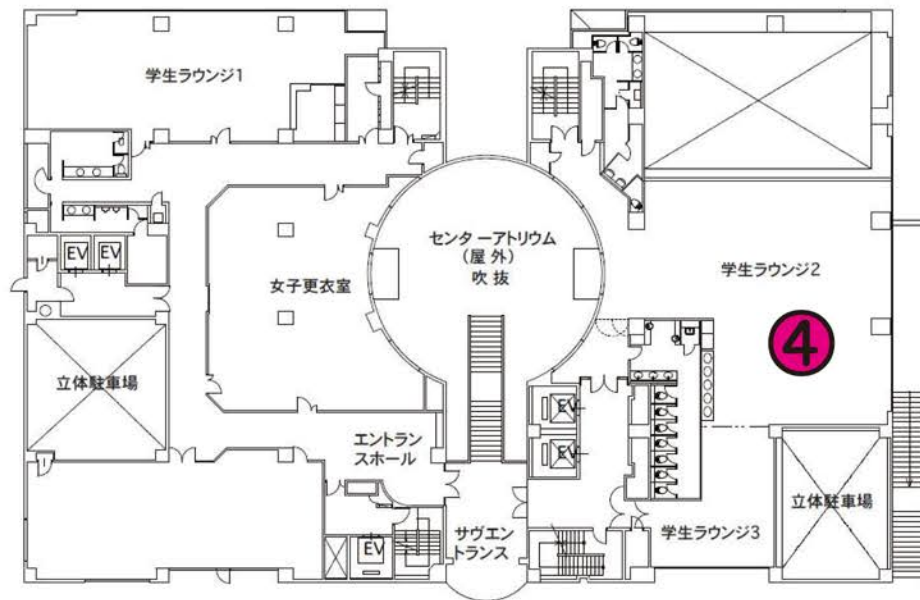 学生ラウンジ1
センターアトリウム
(屋外)
吹抜
学生ラウンジ2
EV
EV
女子更衣室
④
立体駐車場
EV
エントラン
スホール
EV
立体駐車場
サヴエン
トランス
学生ラウンジ3
EV